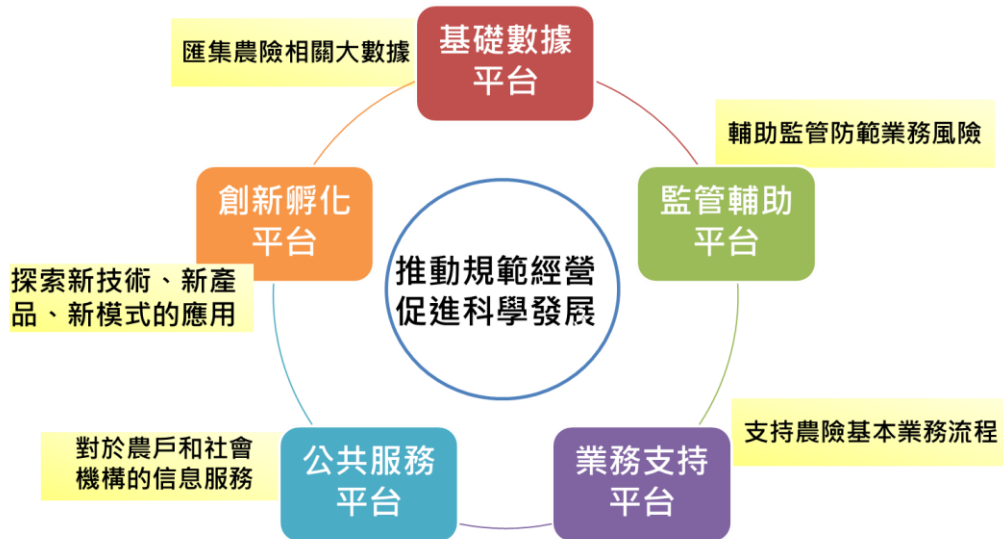 匯集農險相關大數據
基礎數據
平台
輔助監管防範業務風險
創新孵化
平台
監管輔助
平台
推動規範經營
促進科學發展
探索新技術、新產
品、新模式的應用
支持農險基本業務流程
對於農戶和社會
機構的信息服務
公共服務
平台
業務支持
平台